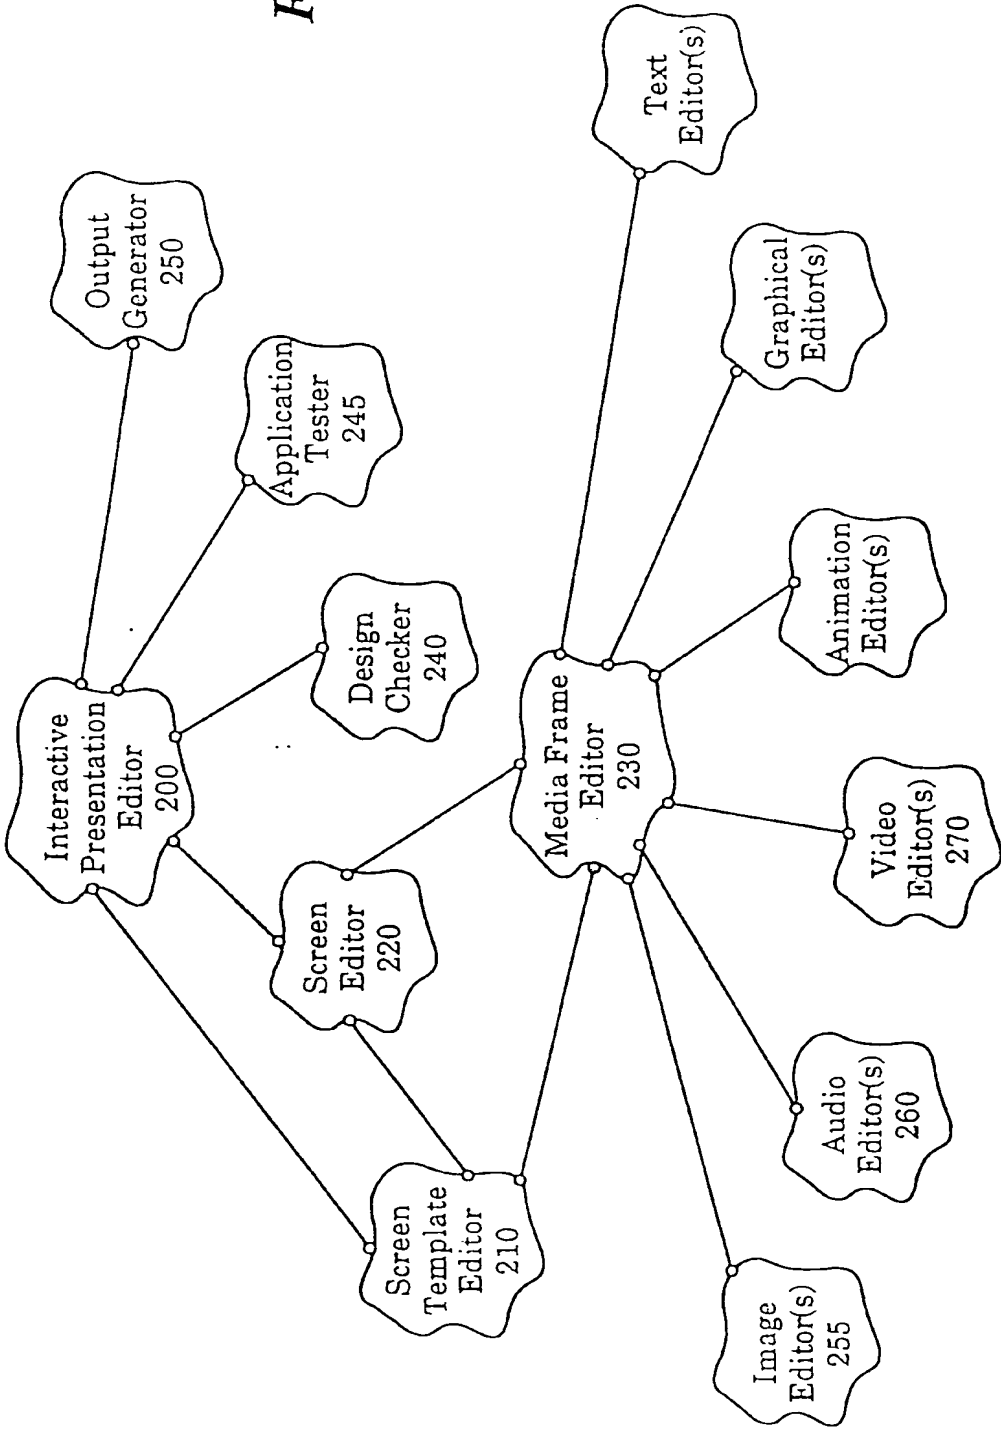 Interactive
Presentation
Editor
200
Output
Generator
250
Application
Tester
245
F
Design
Checker
240
Screen
Editor
220
Screen
Template
Editor
210
Media Frame
Editor
230
Text
Editor(s)
Graphical
Editor(s)
Animation
Editor(s)
Video
Editor(s)
270
Audio
Editor(s)
260
Image
Editor(s)
255